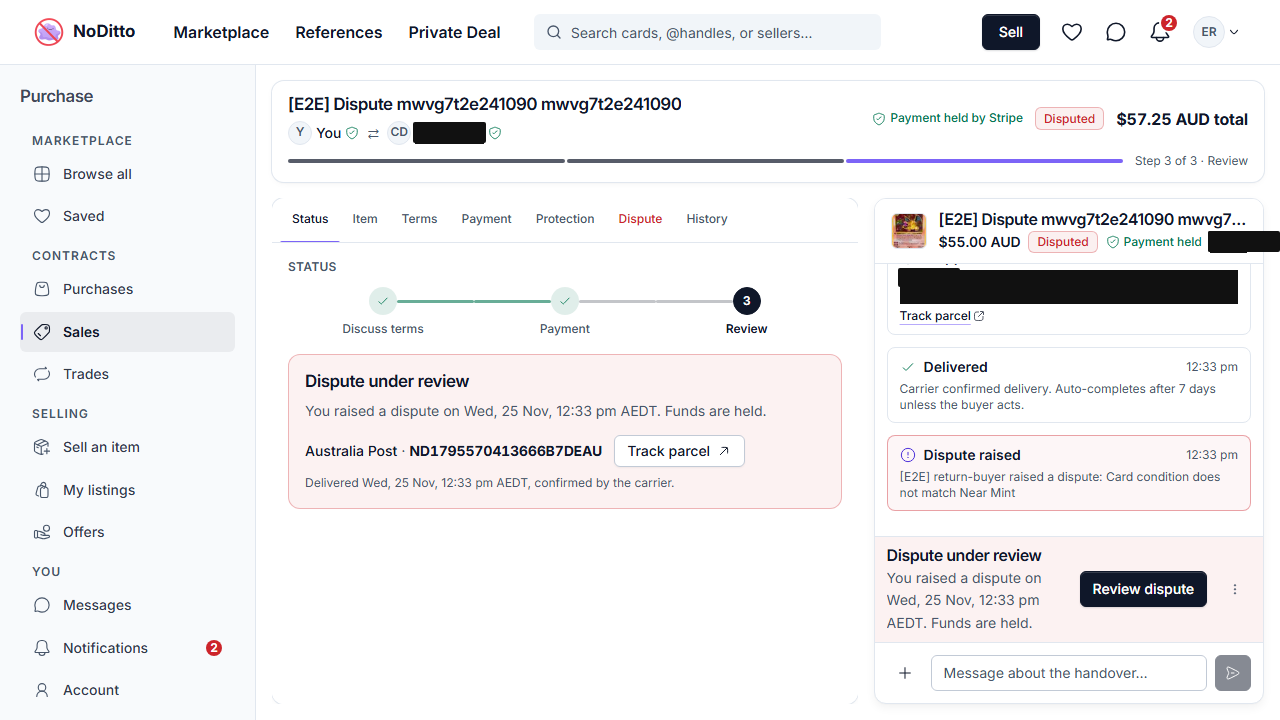 NoDitto
Marketplace
References
Private Deal
Search cards, @handles, or sellers...
Sell
2
ER
Purchase
MARKETPLACE
Browse all
Saved
CONTRACTS
Purchases
Sales
Trades
SELLING
Sell an item
My listings
Offers
YOU
Messages
Notifications
2
Account
[E2E] Dispute mwvg7t2e241090 mwvg7t2e241090
Y You
CD
Payment held by Stripe
Disputed
$57.25 AUD total
Step 3 of 3 · Review
Status
Item
Terms
Payment
Protection
Dispute
History
STATUS
3
Discuss terms
Payment
Review
Dispute under review
You raised a dispute on Wed, 25 Nov, 12:33 pm AEDT. Funds are held.
Australia Post · ND1795570413666B7DEAU
Track parcel
Delivered Wed, 25 Nov, 12:33 pm AEDT, confirmed by the carrier.
[E2E] Dispute mwvg7t2e241090 mwvg7...
$55.00 AUD
Disputed
Payment held
Track parcel
Delivered
12:33 pm
Carrier confirmed delivery. Auto-completes after 7 days
unless the buyer acts.
Dispute raised
12:33 pm
[E2E] return-buyer raised a dispute: Card condition does
not match Near Mint
Dispute under review
You raised a dispute on
Wed, 25 Nov, 12:33 pm
AEDT. Funds are held.
Review dispute
Message about the handover...